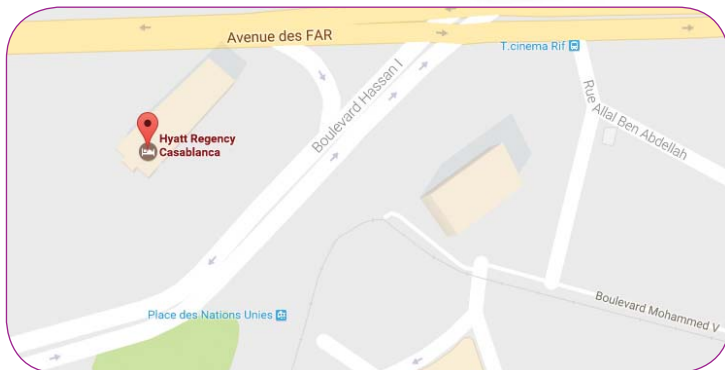 Avenue des FAR
T.cinema Rif
Boulevard Hassan I
Rue Allal Ben Abdellah
Hyatt Regency
Casablanca
Place des Nations Unies
Boulevard Mohammed V